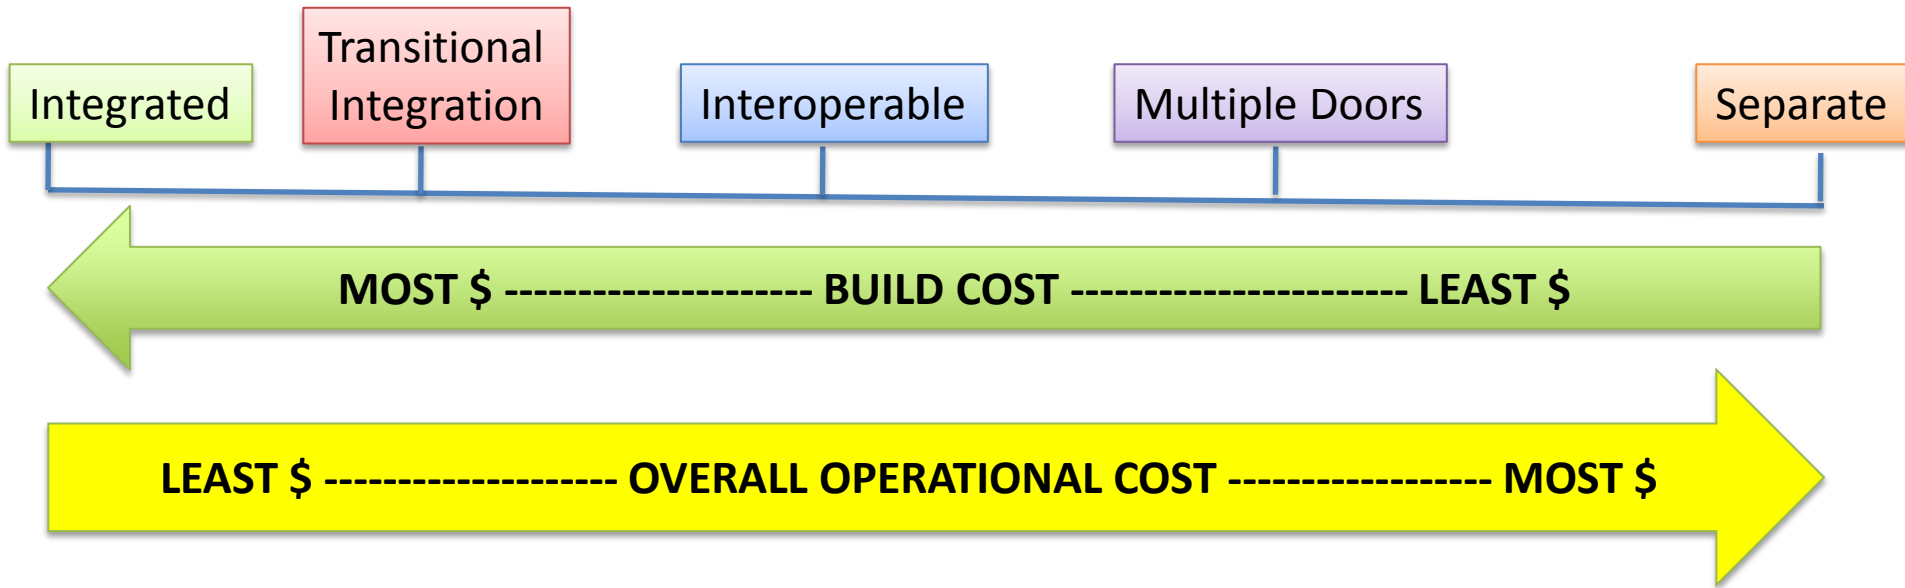 Integrated
Transitional
Integration
Interoperable
Multiple Doors
Separate
MOST $ --------------------- BUILD COST ----------------------- LEAST $
LEAST $ -------------------- OVERALL OPERATIONAL COST ------------------ MOST $